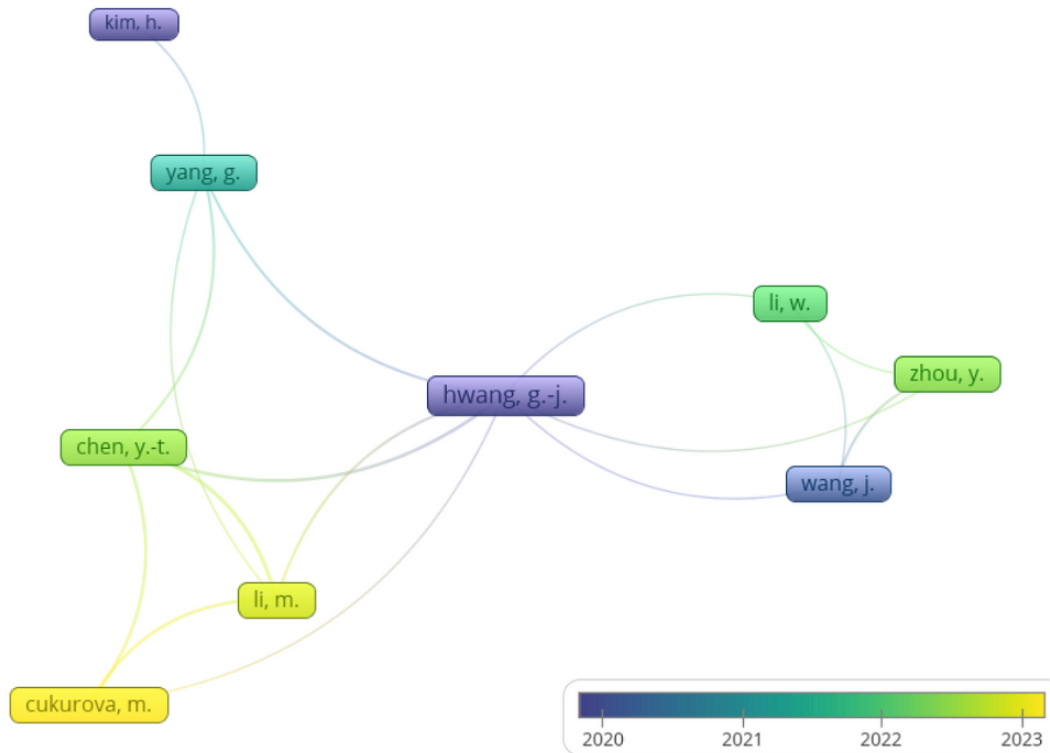 kim, h.
yang, g.
li, w.
zhou, y.
hwang, g.-j.
chen, y.-t.
wang, j.
li, m.
cukurova, m.
2020 2021 2022 2023